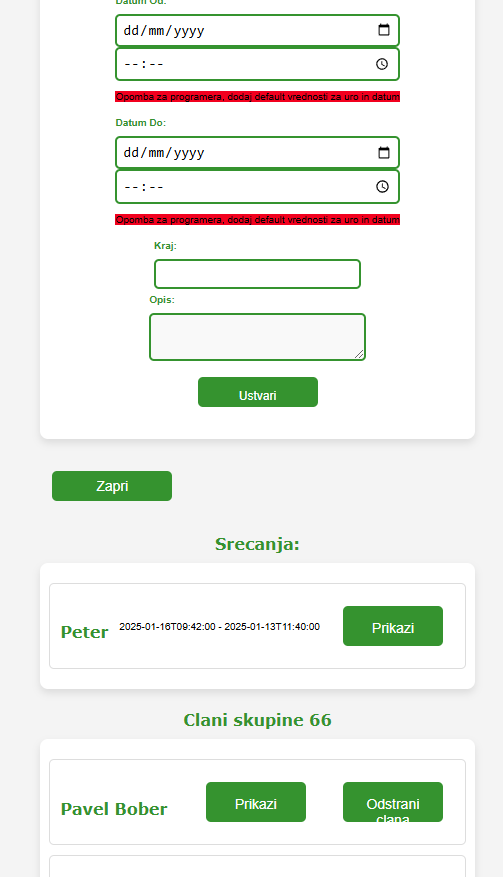 Datum Od:
dd/mm/yyyy
--:--
Opomba za programera, dodaj default vrednosti za uro in datum
Datum Do:
dd/mm/yyyy
--:--
Opomba za programera, dodaj default vrednosti za uro in datum
Kraj:
Opis:
Ustvari
Zapri
Srecanja:
Peter 2025-01-16T09:42:00 - 2025-01-13T11:40:00 Prikazi
Clani skupine 66
Pavel Bober Prikazi Odstrani
clana